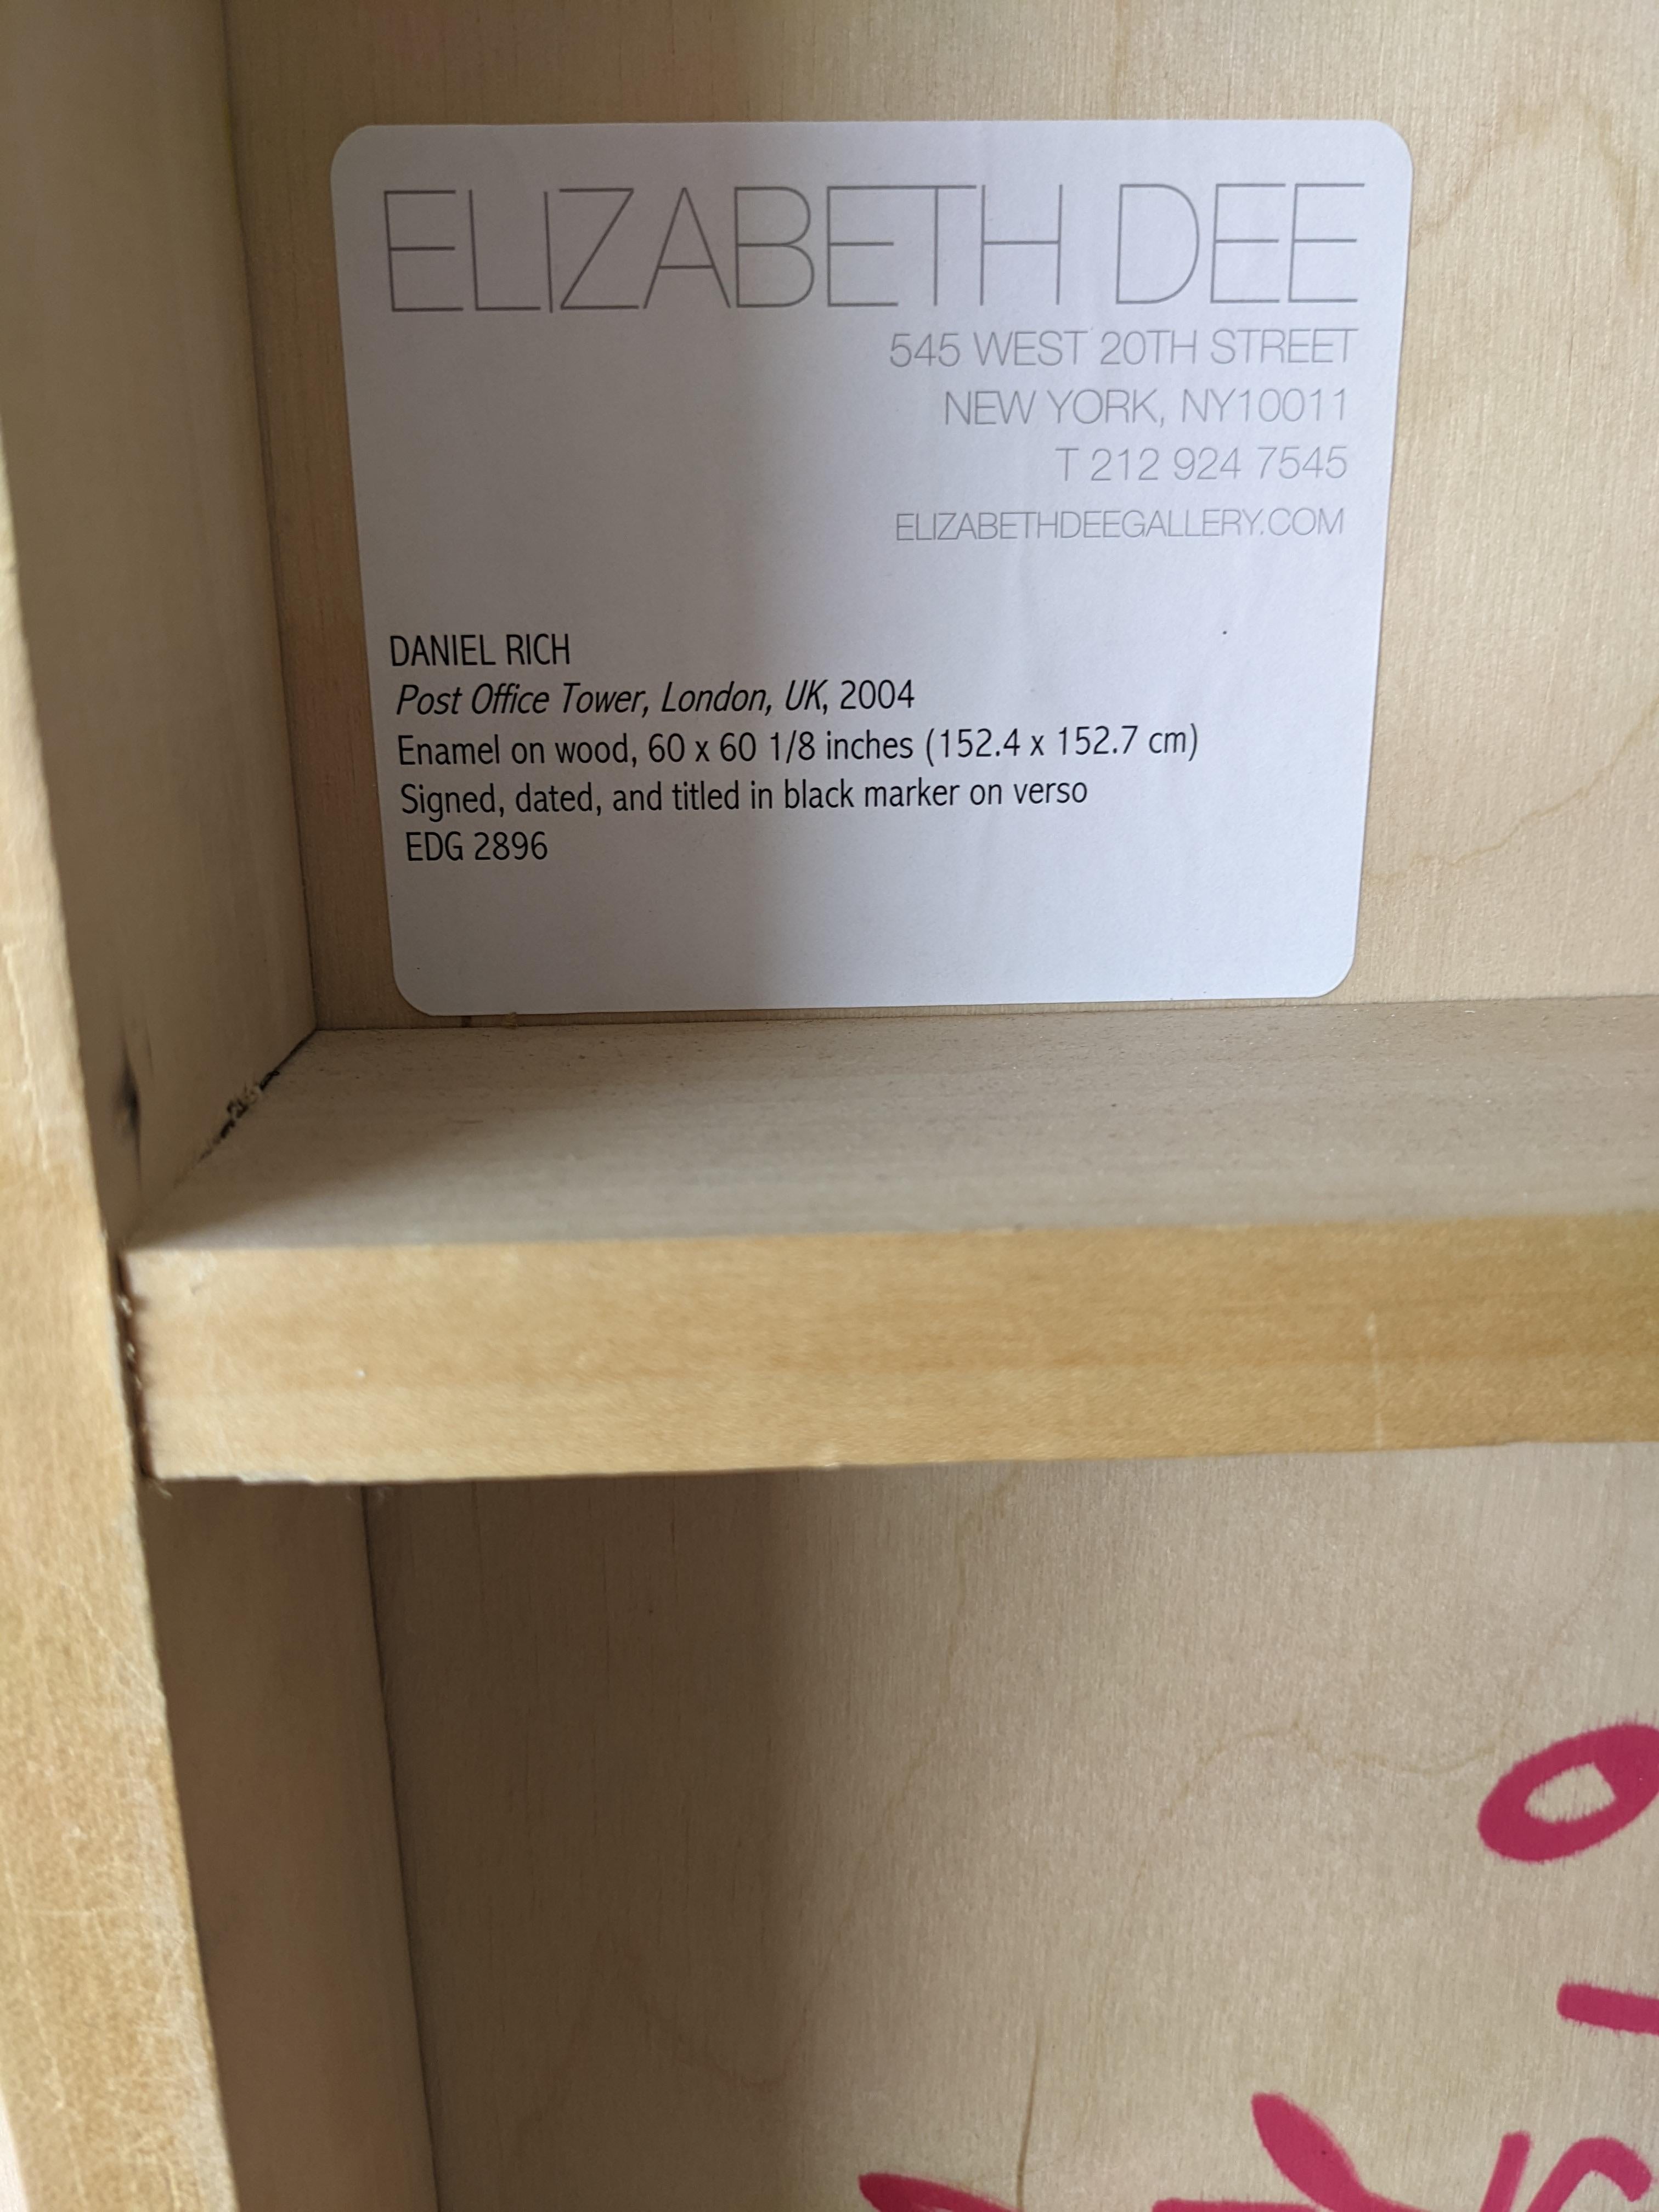 ELIZABETH DEE
545 WEST 20TH STREET
NEW YORK, NY10011
T 212 924 7545
ELIZABETHDEEGALLERY.COM
DANIEL RICH
Post Office Tower, London, UK, 2004
Enamel on wood, 60 x 60 1/8 inches (152.4 x 152.7 cm)
Signed, dated, and titled in black marker on verso
EDG 2896